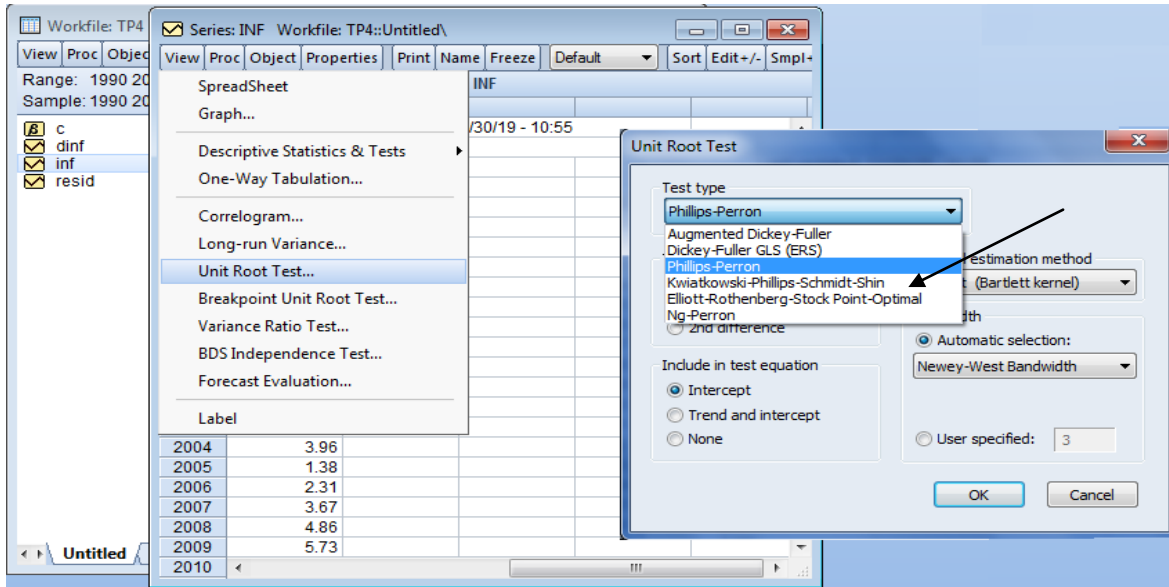 Workfile: TP4
View Proc Objec
Range: 1990 20
Sample: 1990 20
c
dinf
inf
resid
Untitled
Series: INF Workfile: TP4::Untitled\
View Proc Object Properties Print Name Freeze Default Sort Edit+/- Smpl+
INF
/30/19 - 10:55
SpreadSheet
Graph...
Descriptive Statistics & Tests
One-Way Tabulation...
Correlogram...
Long-run Variance...
Unit Root Test...
Breakpoint Unit Root Test...
Variance Ratio Test...
BDS Independence Test...
Forecast Evaluation...
Label
2004 3.96
2005 1.38
2006 2.31
2007 3.67
2008 4.86
2009 5.73
2010
Unit Root Test
Test type
Phillips-Perron
Augmented Dickey-Fuller
Dickey-Fuller GLS (ERS)
Phillips-Perron
Kwiatkowski-Phillips-Schmidt-Shin
Elliott-Rothenberg-Stock Point-Optimal
Ng-Perron
2nd difference
Include in test equation
Intercept
Trend and intercept
None
estimation method
(Bartlett kernel)
dth
Automatic selection:
Newey-West Bandwidth
User specified: 3
OK Cancel